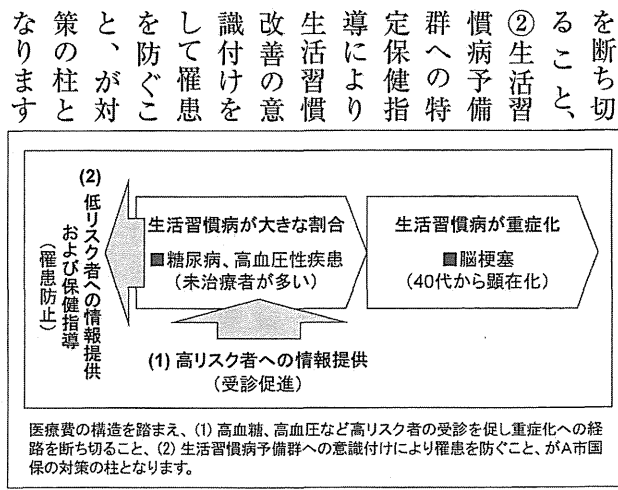 を断ち切
ること、
②生活習
慣病予備
群への特
定保健指
導により
生活習慣
改善の意
識付けを
して罹患
を防ぐこ
と、が対
策の柱と
なります
(2)
低リスク者への情報提供
および保健指導
(罹患防止)
生活習慣病が大きな割合
■糖尿病、高血圧性疾患
(未治療者が多い)
生活習慣病が重症化
■脳梗塞
(40代から顕在化)
(1) 高リスク者への情報提供
(受診促進)
医療費の構造を踏まえ、(1) 高血糖、高血圧など高リスク者の受診を促し重症化への経
路を断ち切ること、(2) 生活習慣病予備群への意識付けにより罹患を防ぐこと、がA市国
保の対策の柱となります。